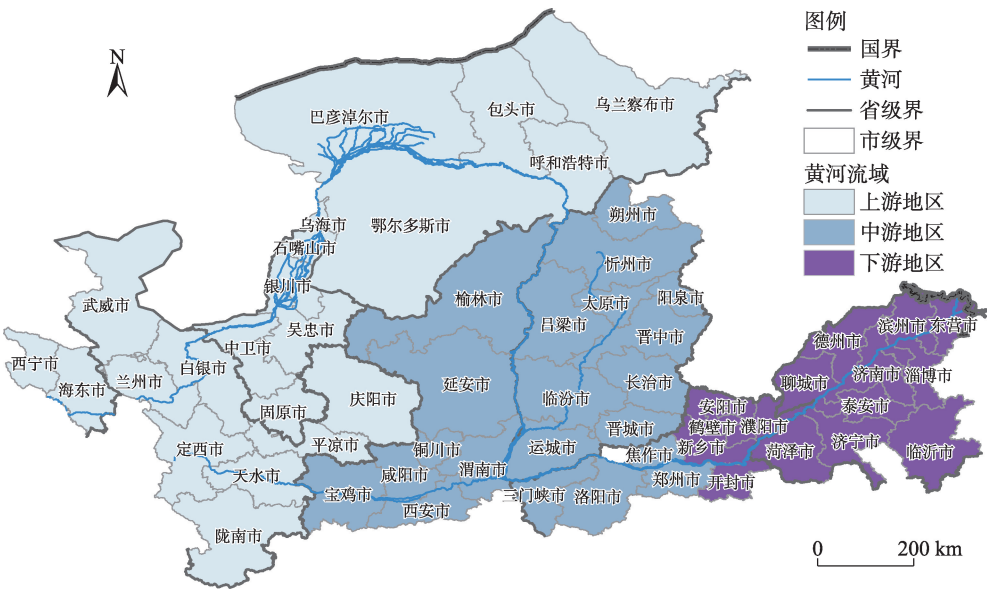 N
图例
国界
黄河
省级界
市级界
黄河流域
上游地区
中游地区
下游地区
乌兰察布市
包头市
巴彦淖尔市
呼和浩特市
朔州市
乌海市
鄂尔多斯市
石嘴山市
忻州市
银川市
榆林市
太原市
阳泉市
武威市
吕梁市
滨州市
东营市
吴忠市
晋中市
德州市
中卫市
西宁市
白银市
济南市
淄博市
兰州市
海东市
延安市
长治市
聊城市
庆阳市
临汾市
安阳市
泰安市
固原市
鹤壁市
濮阳市
晋城市
济宁市
平凉市
定西市
铜川市
运城市
新乡市
菏泽市
临沂市
焦作市
天水市
咸阳市
渭南市
郑州市
开封市
宝鸡市
三门峡市
洛阳市
西安市
陇南市
0
200 km